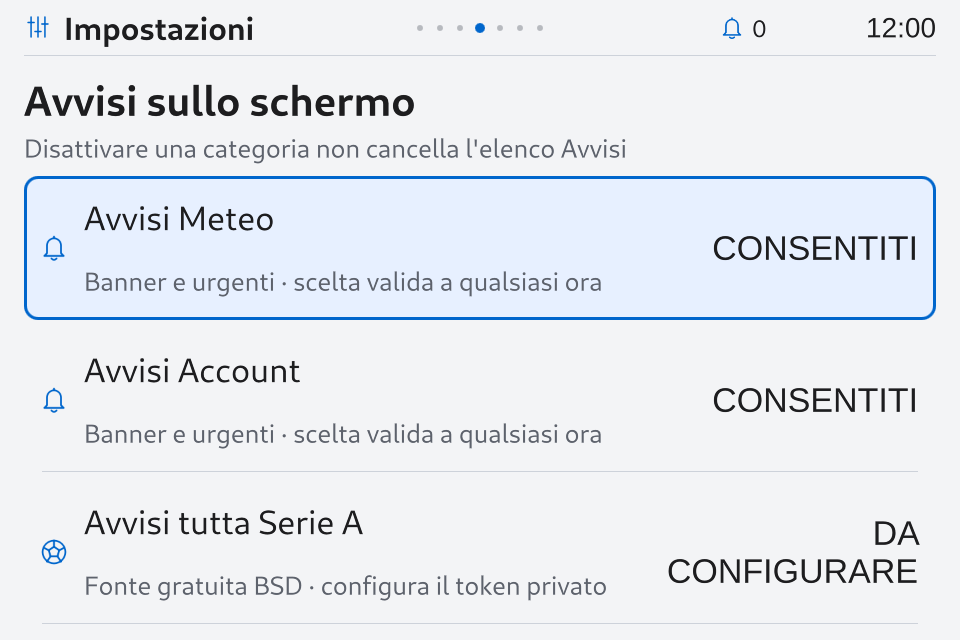 Impostazioni
0
12:00
Avvisi sullo schermo
Disattivare una categoria non cancella l'elenco Avvisi
Avvisi Meteo
CONSENTITI
Banner e urgenti · scelta valida a qualsiasi ora
Avvisi Account
CONSENTITI
Banner e urgenti · scelta valida a qualsiasi ora
Avvisi tutta Serie A
DA
CONFIGURARE
Fonte gratuita BSD · configura il token privato